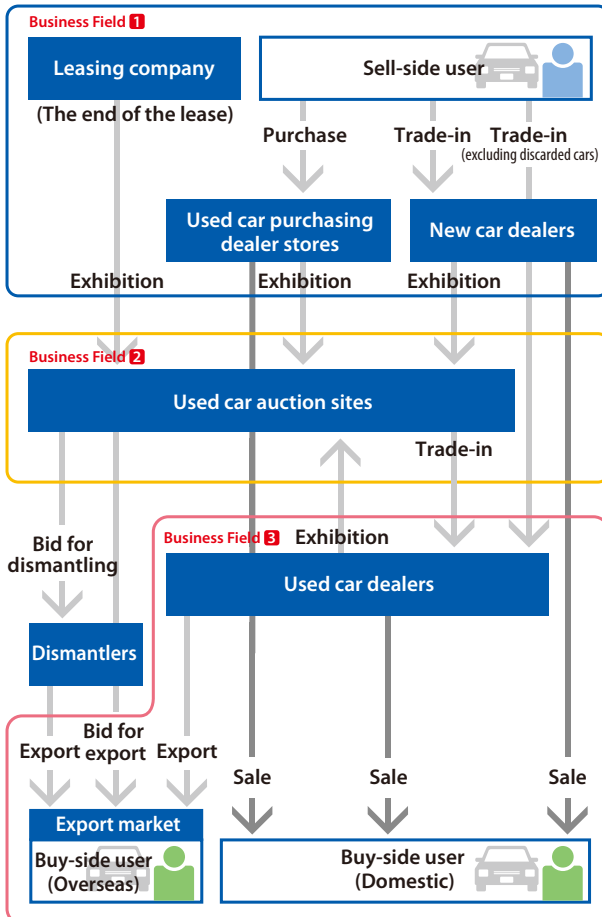 Business Field 1
Leasing company
(The end of the lease)
Sell-side user
Purchase
Trade-in
Trade-in
(excluding discarded cars)
Used car purchasing
dealer stores
New car dealers
Exhibition
Exhibition
Exhibition
Business Field 2
Used car auction sites
Trade-in
Business Field 3
Exhibition
Bid for
dismantling
Used car dealers
Dismantlers
Export
Bid for
export
Export
Sale
Sale
Sale
Export market
Buy-side user
(Overseas)
Buy-side user
(Domestic)